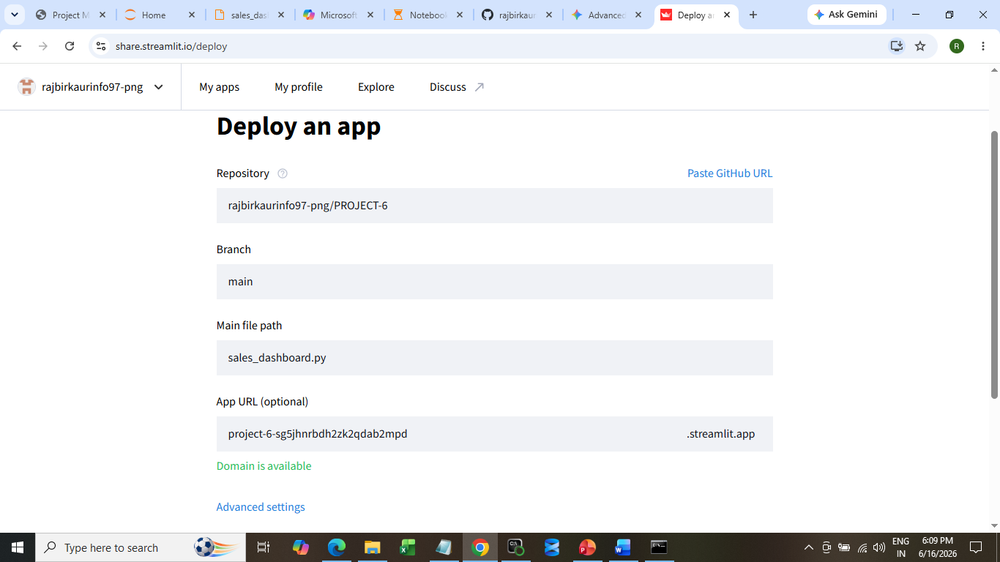 Project M
Home
sales_das
Microsoft
Noteboo
rajbirkaur
Advanced
Deploy a
Ask Gemini
share.streamlit.io/deploy
R
rajbirkaurinfo97-png
My apps
My profile
Explore
Discuss
Deploy an app
Repository
Paste GitHub URL
rajbirkaurinfo97-png/PROJECT-6
Branch
main
Main file path
sales_dashboard.py
App URL (optional)
project-6-sg5jhnrbdh2zk2qdab2mpd .streamlit.app
Domain is available
Advanced settings
Type here to search
ENG
IN
6:09 PM
6/16/2026